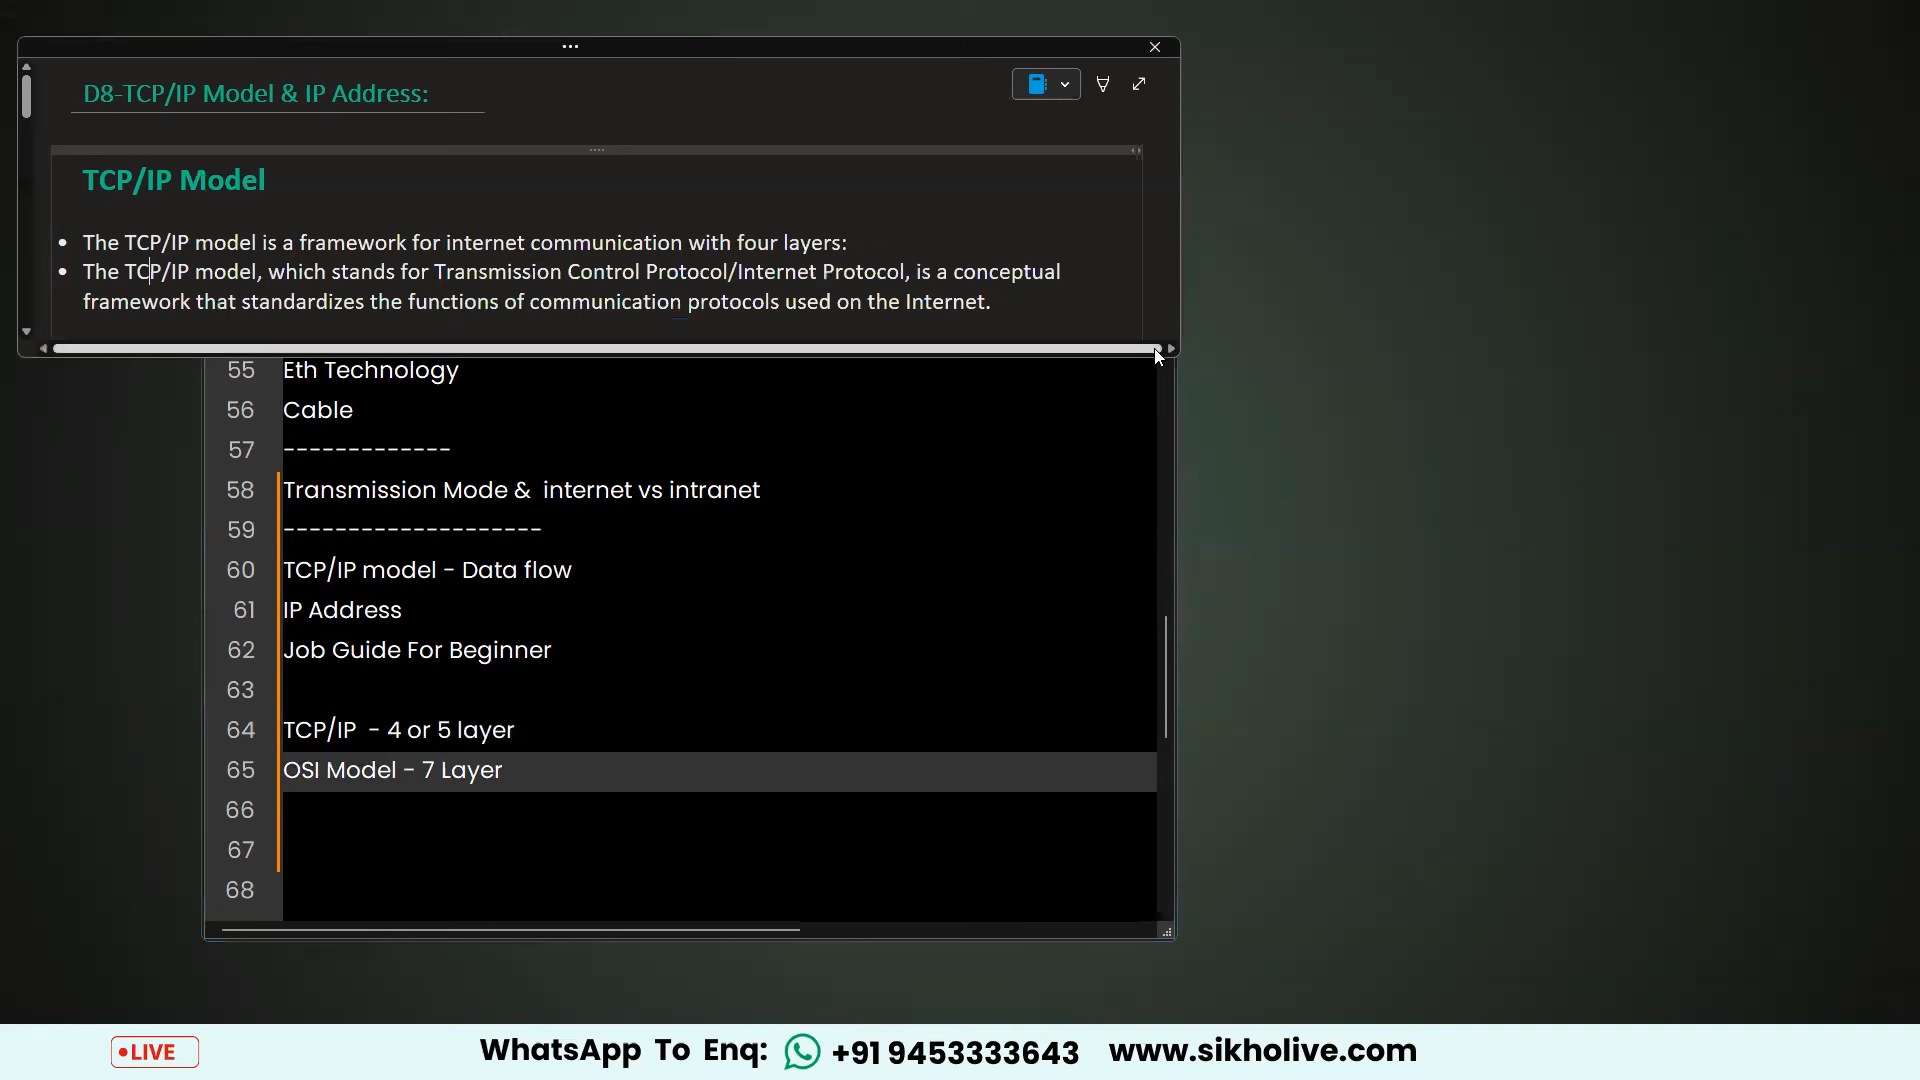 D8-TCP/IP Model & IP Address:
TCP/IP Model
• The TCP/IP model is a framework for internet communication with four layers:
• The TCP/IP model, which stands for Transmission Control Protocol/Internet Protocol, is a conceptual
framework that standardizes the functions of communication protocols used on the Internet.
55 Eth Technology
56 Cable
57 -------------
58 Transmission Mode &  internet vs intranet
59 --------------------
60 TCP/IP model - Data flow
61 IP Address
62 Job Guide For Beginner
63
64 TCP/IP  - 4 or 5 layer
65 OSI Model - 7 Layer
66
67
68
LIVE WhatsApp To Enq: +91 9453333643 www.sikholive.com